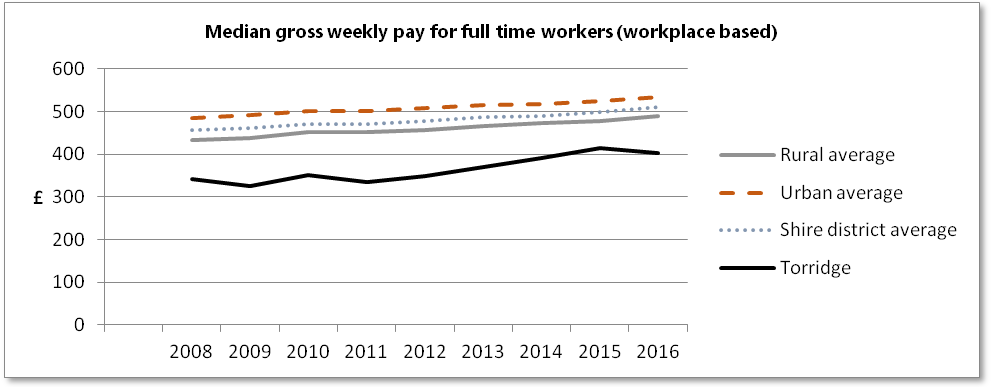 Median gross weekly pay for full time workers (workplace based)
600
500
400
300
200
100
0
£
2008 2009 2010 2011 2012 2013 2014 2015 2016
Rural average
Urban average
Shire district average
Torridge